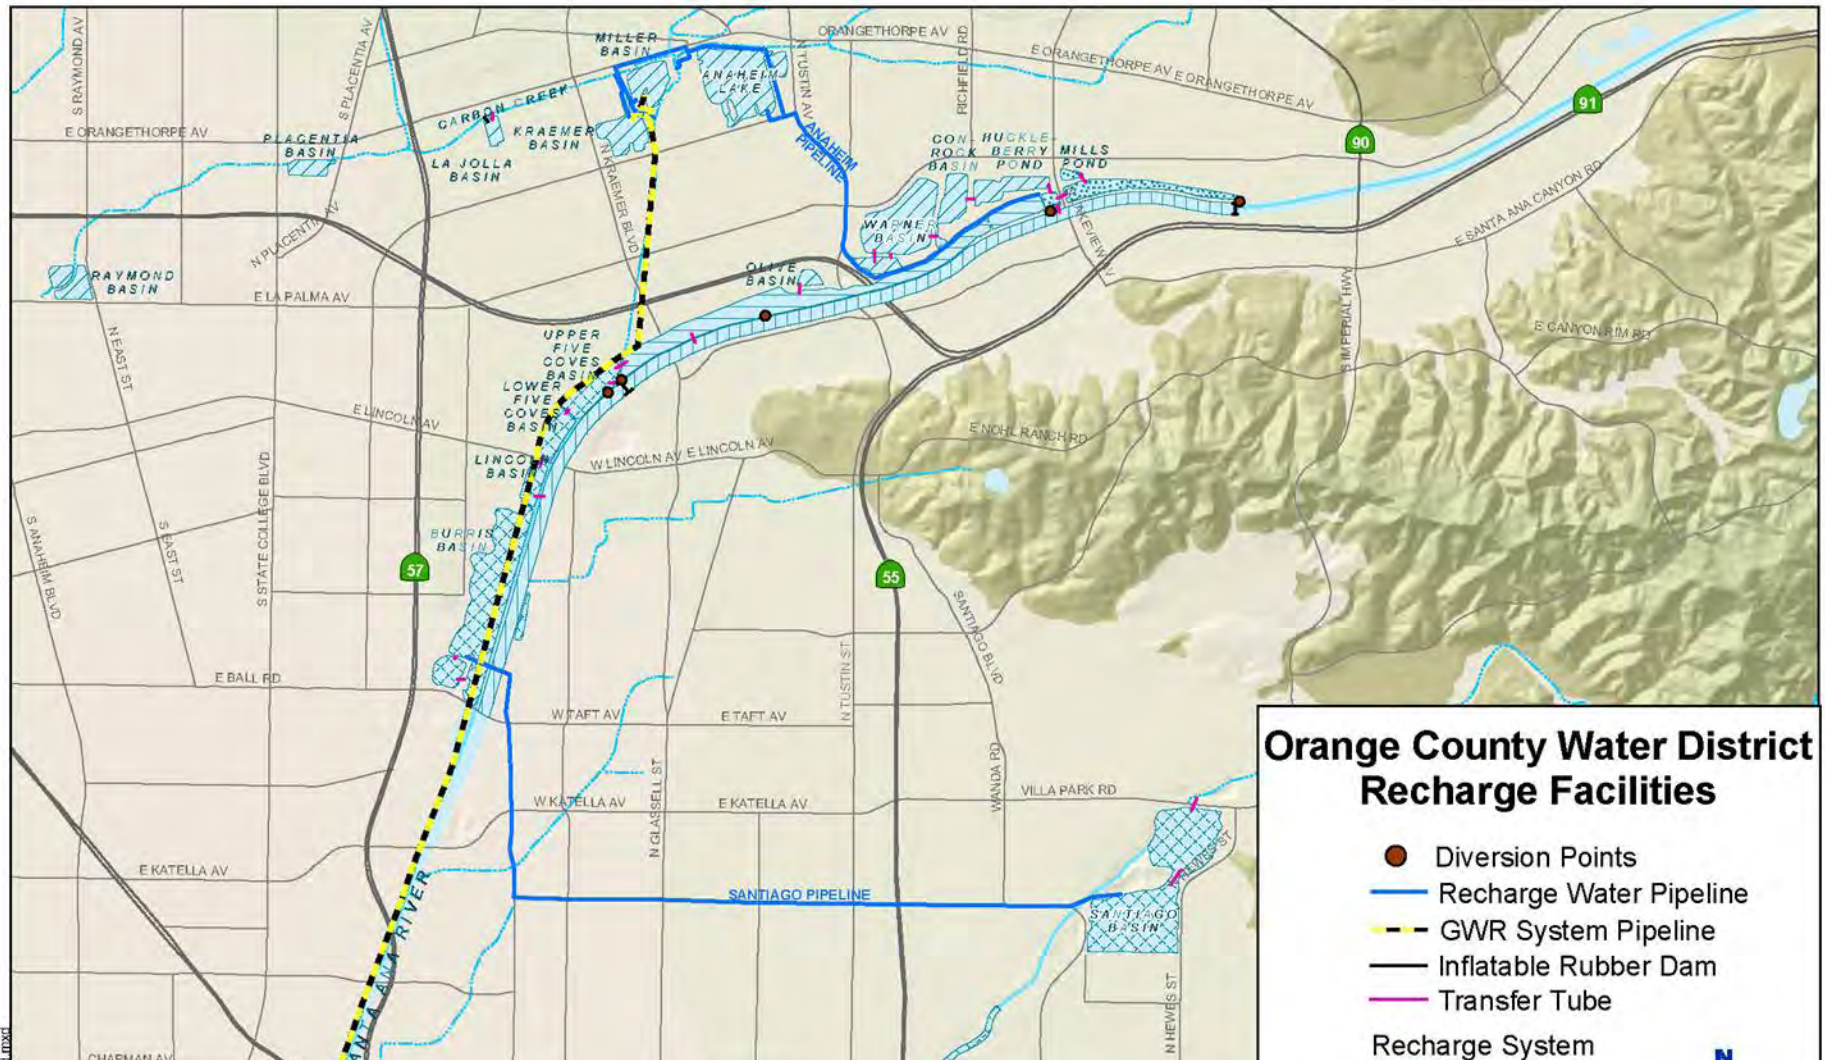 S RAYMOND AV
S PLACENTIA AV
MILLER
BASIN
ANAHEIM
LAKE
N TUSTIN AV
ORANGETHORPE AV
RICHFIELD RD
E ORANGETHORPE AV
E ORANGETHORPE AV
91
90
E ORANGETHORPE AV
PLACENTIA
BASIN
CARBON CREEK
LA JOLLA
BASIN
KRAEMER
BASIN
N KRAEMER BLVD
ANAHEIM
PIPELINE
CON-
ROCK
BASIN
HUCKLE-
BERRY
POND
MILLS
POND
WARNER
BASIN
E SANTA ANA CANYON RD
N PLACENTIA AV
RAYMOND
BASIN
OLIVE
BASIN
E LA PALMA AV
S IMPERIAL HWY
E CANYON RIM RD
N EAST ST
UPPER
FIVE
COVES
BASIN
LOWER
FIVE
COVES
BASIN
E LINCOLN AV
W LINCOLN AV
E LINCOLN AV
E NOHL RANCH RD
LINCOLN
BASIN
S STATE COLLEGE BLVD
S ANAHEIM BLVD
S EAST ST
BURRIS
BASIN
57
55
SANTIAGO BLVD
E BALL RD
N TUSTIN ST
W TAFT AV
E TAFT AV
N GLASSELL ST
WANDA RD
W KATELLA AV
E KATELLA AV
VILLA PARK RD
E KATELLA AV
N HEWES ST
SANTIAGO PIPELINE
SANTIAGO
BASIN
SANTA ANA RIVER
N HEWES ST
CHAPMAN AV
.mxd
Orange County Water District
Recharge Facilities
Diversion Points
Recharge Water Pipeline
GWR System Pipeline
Inflatable Rubber Dam
Transfer Tube
Recharge System
N